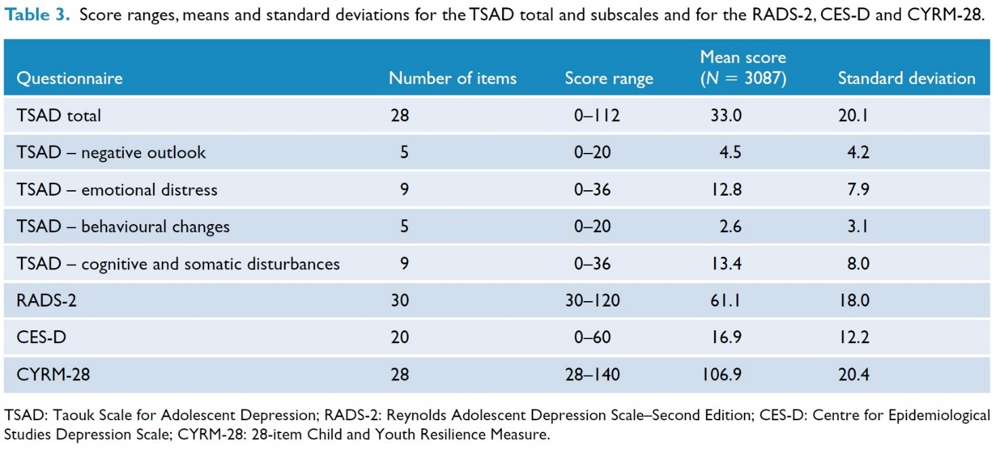 Table 3. Score ranges, means and standard deviations for the TSAD total and subscales and for the RADS-2, CES-D and CYRM-28.
Mean score
Questionnaire Number of items Score range (N = 3087) Standard deviation
TSAD total 28 0–112 33.0 20.1
TSAD – negative outlook 5 0–20 4.5 4.2
TSAD – emotional distress 9 0–36 12.8 7.9
TSAD – behavioural changes 5 0–20 2.6 3.1
TSAD – cognitive and somatic disturbances 9 0–36 13.4 8.0
RADS-2 30 30–120 61.1 18.0
CES-D 20 0–60 16.9 12.2
CYRM-28 28 28–140 106.9 20.4
TSAD: Taouk Scale for Adolescent Depression; RADS-2: Reynolds Adolescent Depression Scale–Second Edition; CES-D: Centre for Epidemiological
Studies Depression Scale; CYRM-28: 28-item Child and Youth Resilience Measure.